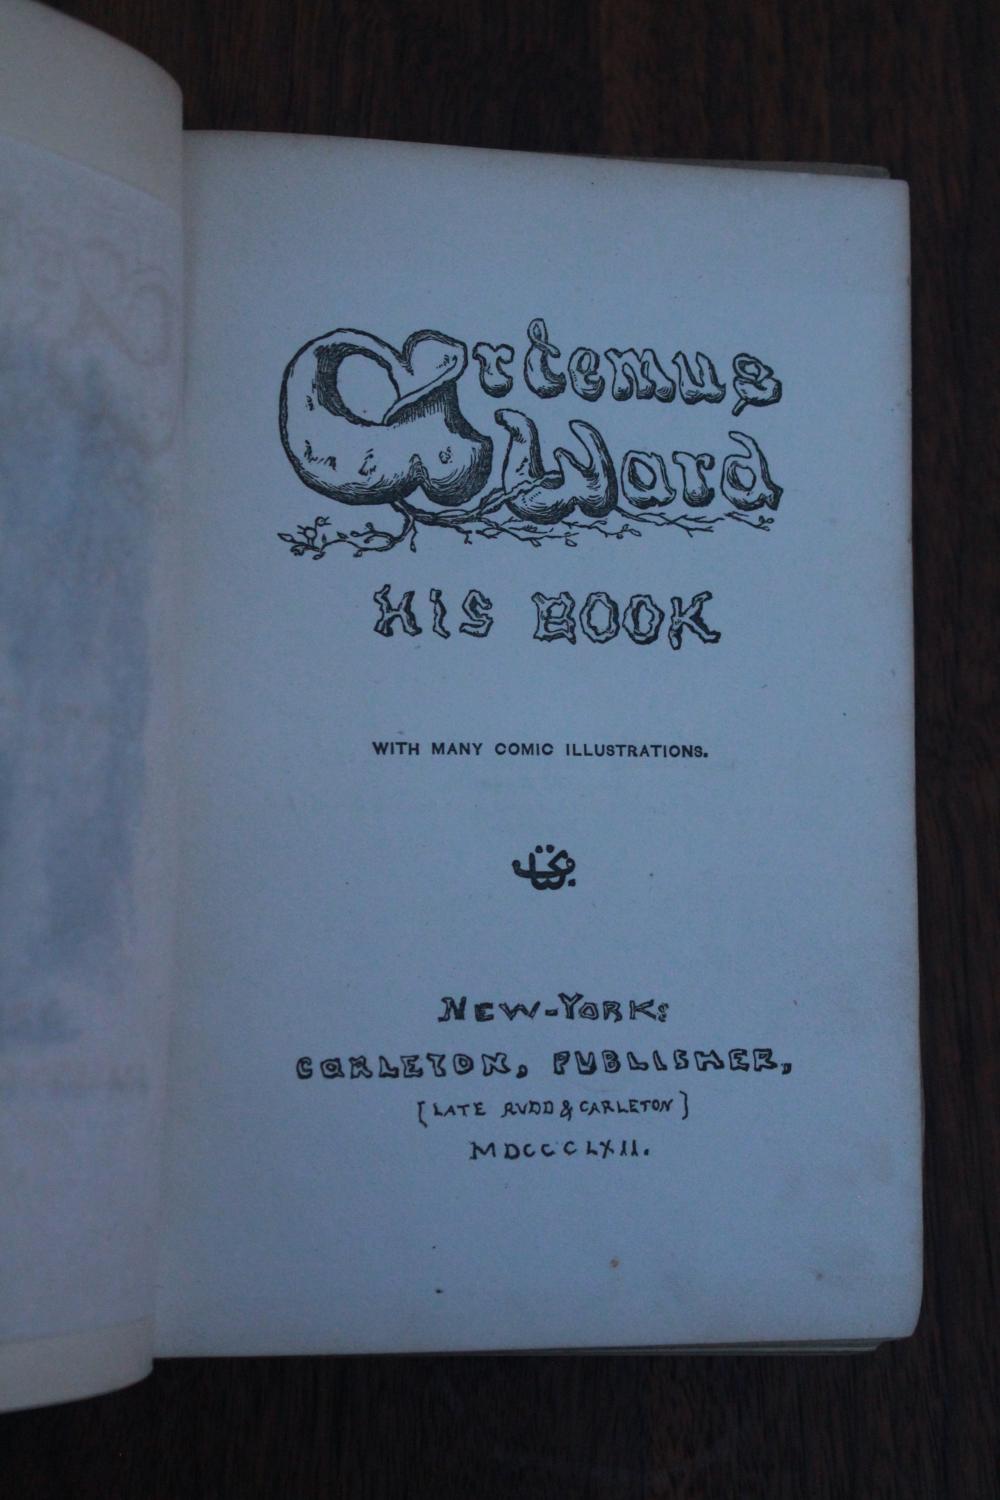 Artemus
Ward
HIS BOOK
WITH MANY COMIC ILLUSTRATIONS.
NEW-YORK:
CARLETON, PUBLISHER,
[LATE RUDD & CARLETON]
MDCCCLXII.